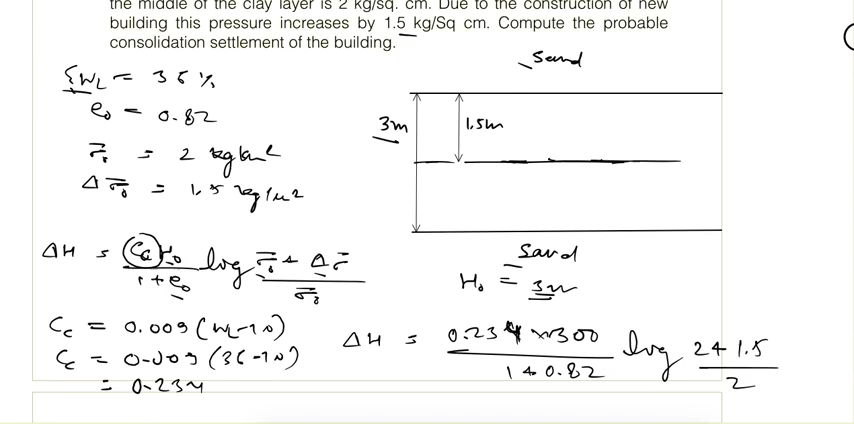 the middle of the clay layer is 2 kg/sq. cm. Due to the construction of new
building this pressure increases by 1.5 kg/Sq cm. Compute the probable
consolidation settlement of the building.
Sand
WL = 36 %
e₀ = 0.82
σ̄₀ = 2 kg/cm²
Δσ̄₀ = 1.5 kg/cm²
3m
1.5m
ΔH = Cc H₀ / 1+e₀ log σ̄₀ + Δσ̄ / σ̄₀
Sand
H₀ = 3m
Cc = 0.009 (WL-10)
Cc = 0.009 (36-10)
= 0.234
ΔH = 0.234 × 300 / 1+0.82 log 2+1.5 / 2